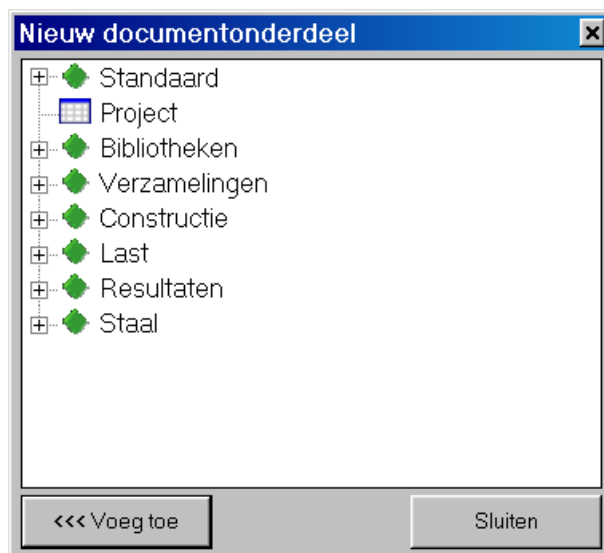 Nieuw documentonderdeel
Standaard
Project
Bibliotheken
Verzamelingen
Constructie
Last
Resultaten
Staal
<<< Voeg toe
Sluiten